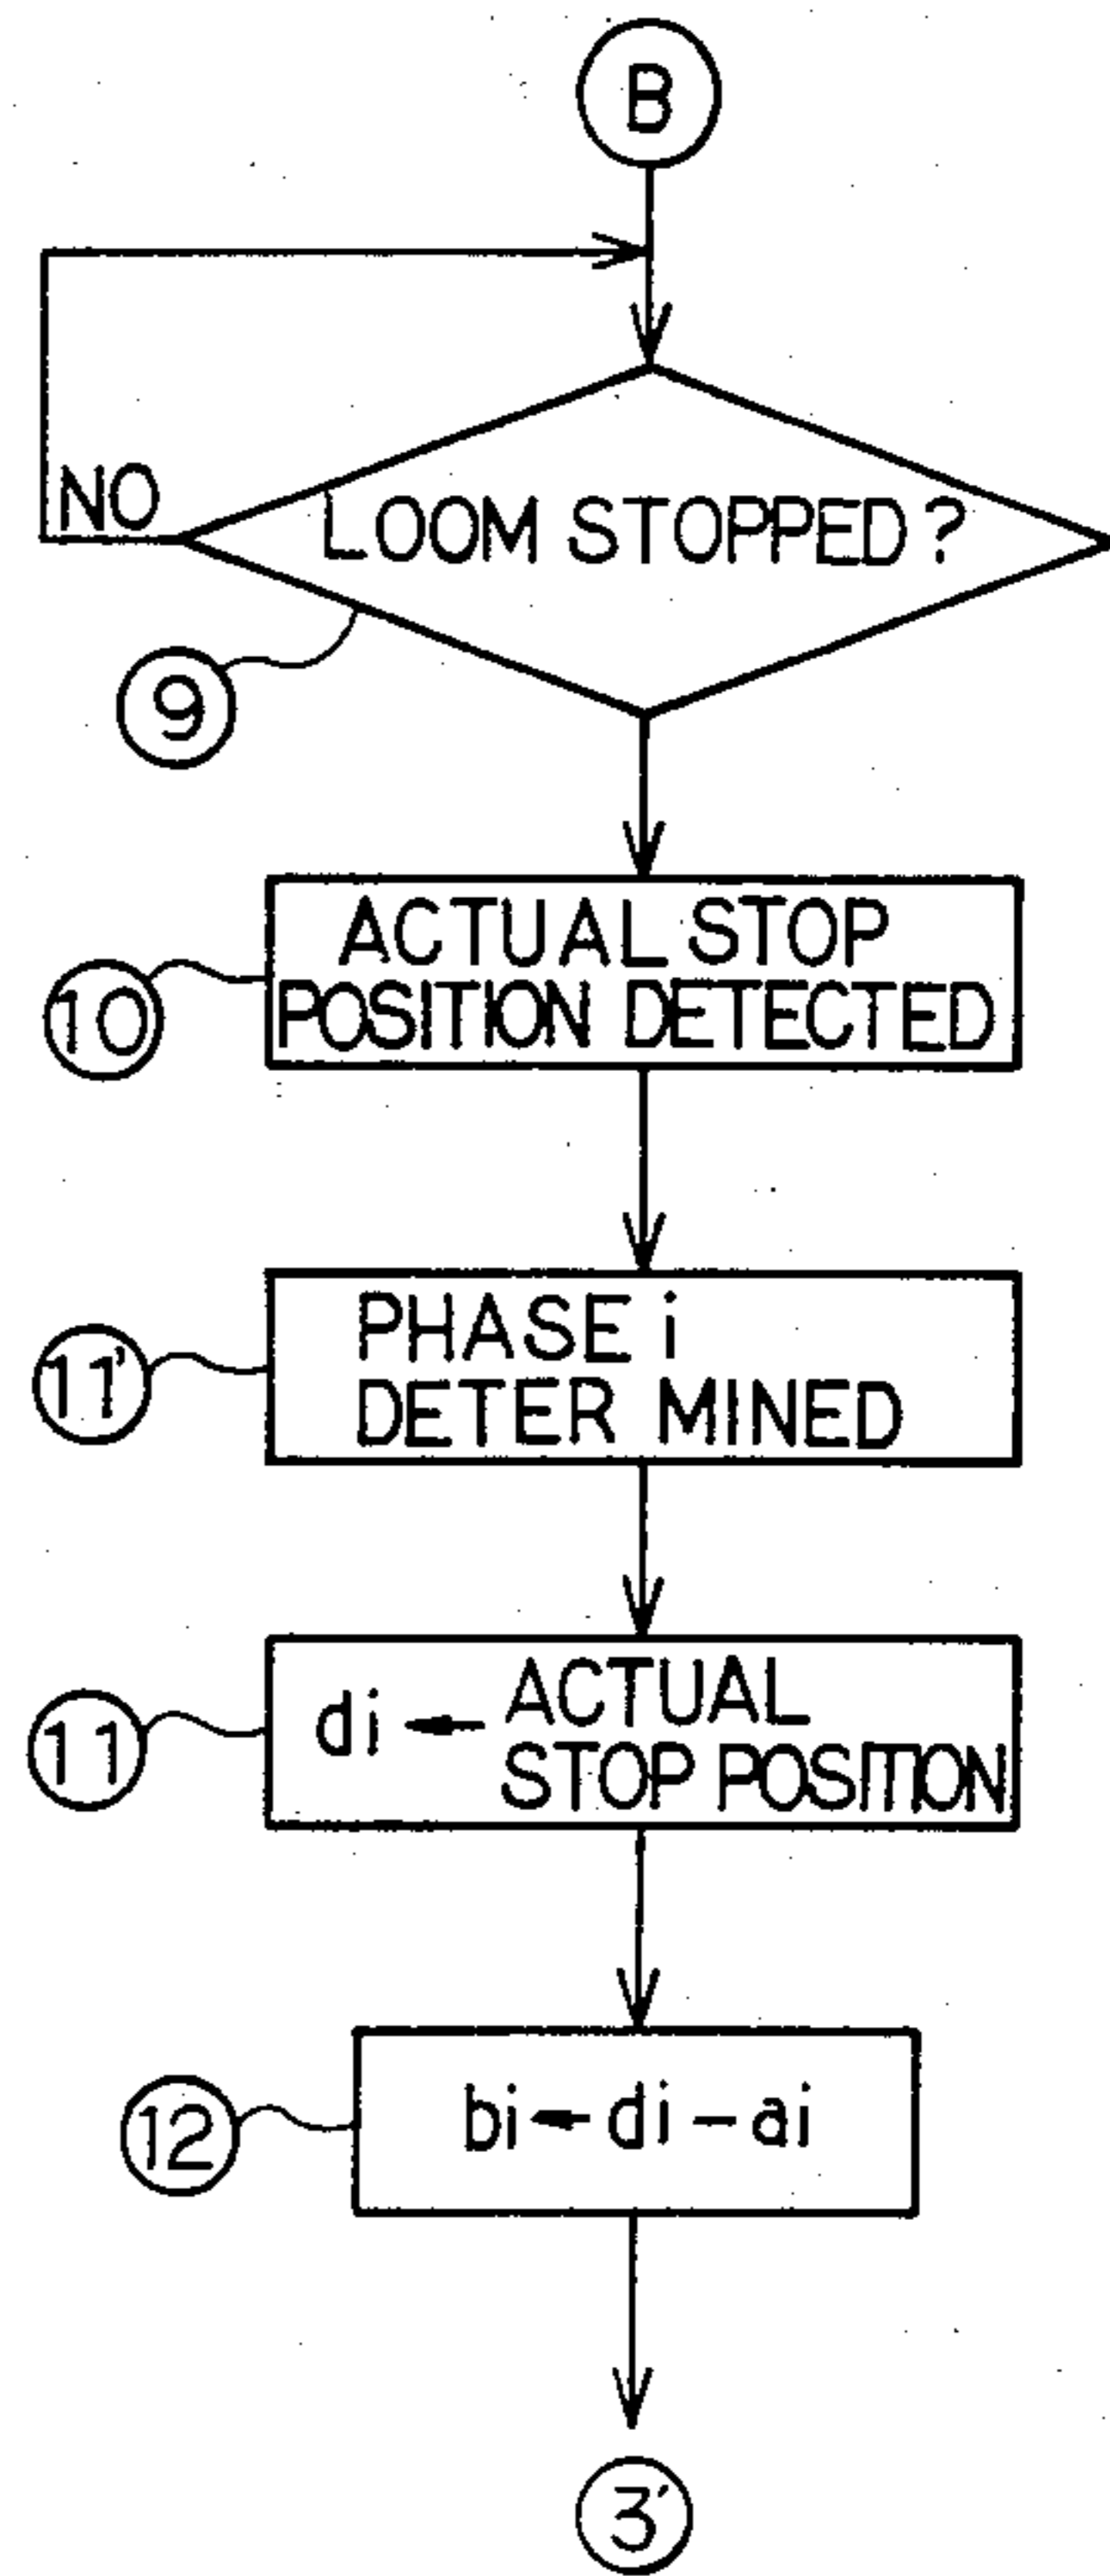 B
NO
LOOM STOPPED?
9
ACTUAL STOP
POSITION DETECTED
10
PHASE i
DETER MINED
11'
di ← ACTUAL
STOP POSITION
11
bi ← di - ai
12
3'